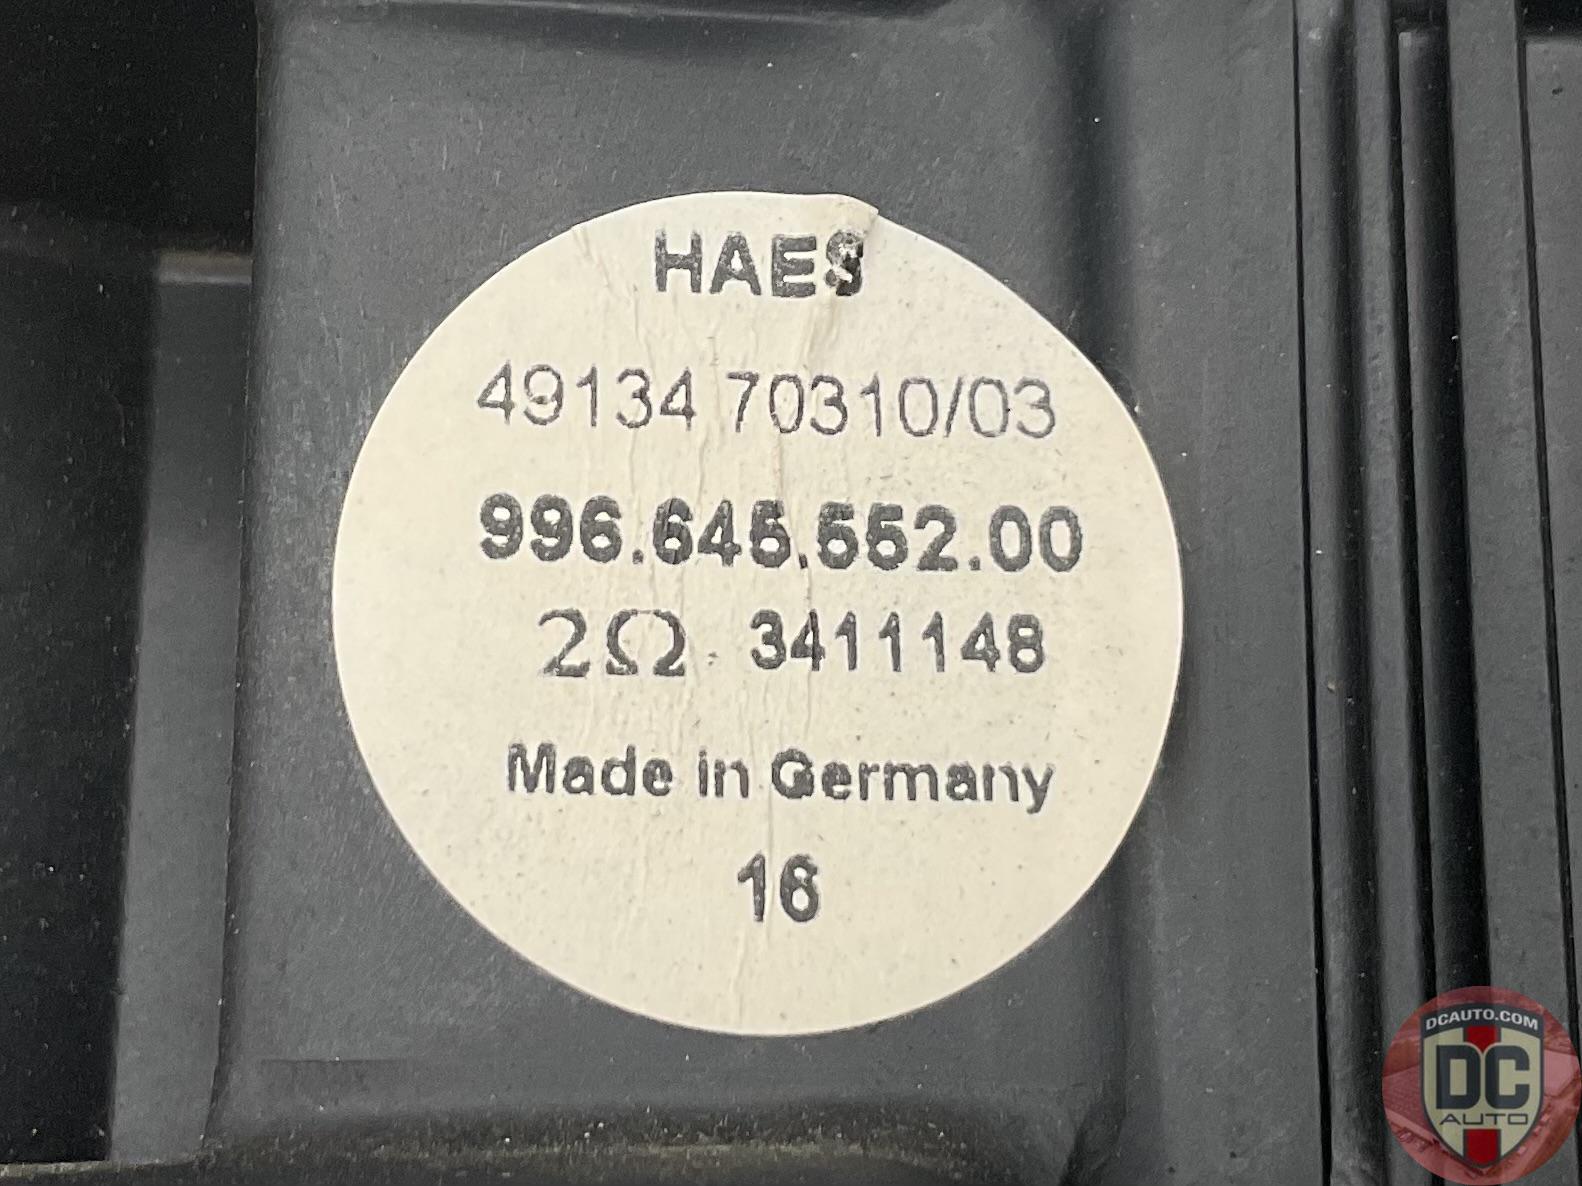 HAES
49134 70310/03
996.645.552.00
2Ω 3411148
Made in Germany
16
DCAUTO.COM
DC
AUTO